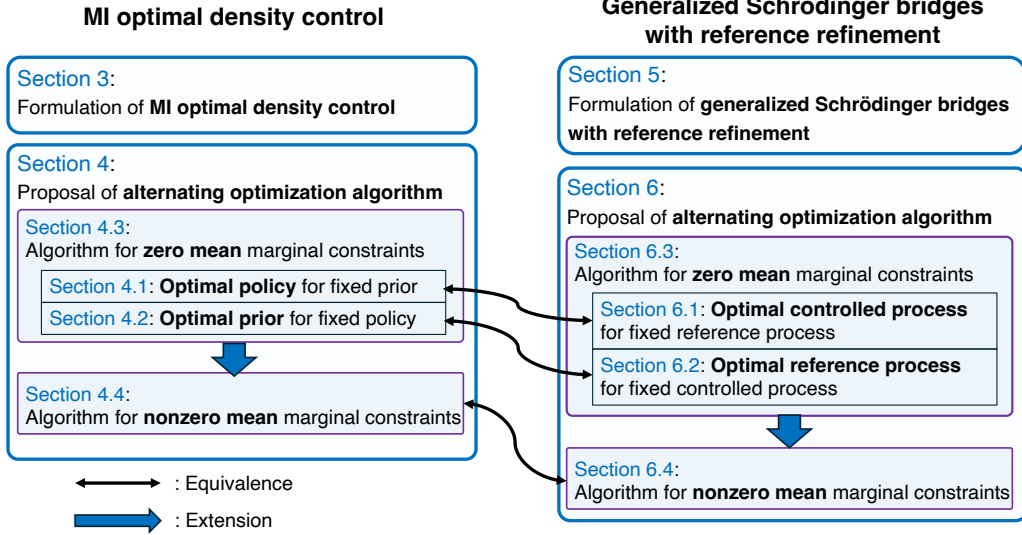 MI optimal density control
Section 3:
Formulation of MI optimal density control
Section 4:
Proposal of alternating optimization algorithm
Section 4.3:
Algorithm for zero mean marginal constraints
Section 4.1: Optimal policy for fixed prior
Section 4.2: Optimal prior for fixed policy
Section 4.4:
Algorithm for nonzero mean marginal constraints
: Equivalence
: Extension
Generalized Schrödinger bridges
with reference refinement
Section 5:
Formulation of generalized Schrödinger bridges
with reference refinement
Section 6:
Proposal of alternating optimization algorithm
Section 6.3:
Algorithm for zero mean marginal constraints
Section 6.1: Optimal controlled process
for fixed reference process
Section 6.2: Optimal reference process
for fixed controlled process
Section 6.4:
Algorithm for nonzero mean marginal constraints